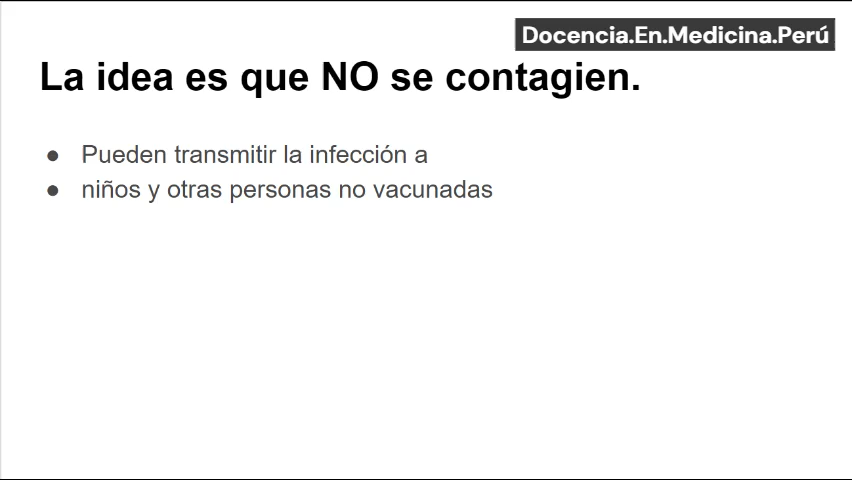 Docencia.En.Medicina.Perú
La idea es que NO se contagien.
● Pueden transmitir la infección a
● niños y otras personas no vacunadas